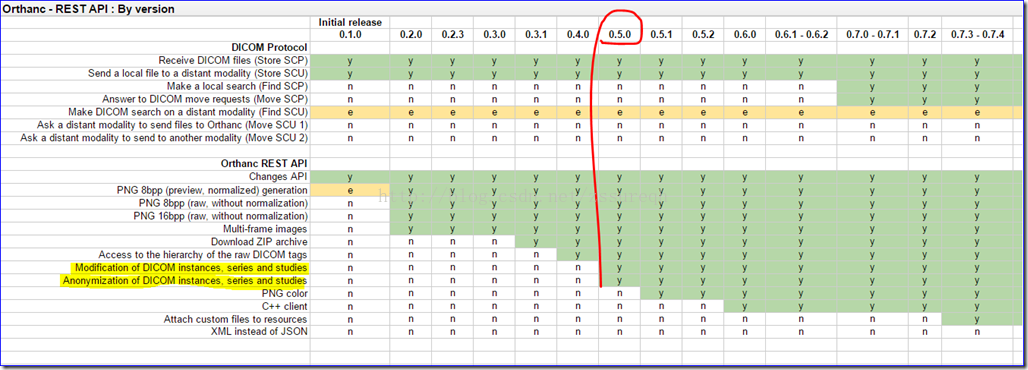 Orthanc - REST API : By version
Initial release
0.1.0 0.2.0 0.2.3 0.3.0 0.3.1 0.4.0 0.5.0 0.5.1 0.5.2 0.6.0 0.6.1 - 0.6.2 0.7.0 - 0.7.1 0.7.2 0.7.3 - 0.7.4
DICOM Protocol
Receive DICOM files (Store SCP) y y y y y y y y y y y y y y
Send a local file to a distant modality (Store SCU) y y y y y y y y y y y y y y
Make a local search (Find SCP) n n n n n n n n n n n y y y
Answer to DICOM move requests (Move SCP) n n n n n n n n n n n y y y
Make DICOM search on a distant modality (Find SCU) e e e e e e e e e e e e e e
Ask a distant modality to send files to Orthanc (Move SCU 1) n n n n n n n n n n n n n n
Ask a distant modality to send to another modality (Move SCU 2) n n n n n n n n n n n n n n
Orthanc REST API
Changes API y y y y y y y y y y y y y y
PNG 8bpp (preview, normalized) generation e y y y y y y y y y y y y y
PNG 8bpp (raw, without normalization) n y y y y y y y y y y y y y
PNG 16bpp (raw, without normalization) n y y y y y y y y y y y y y
Multi-frame images n y y y y y y y y y y y y y
Download ZIP archive n n n n y y y y y y y y y y
Access to the hierarchy of the raw DICOM tags n n n n n y y y y y y y y y
Modification of DICOM instances, series and studies n n n n n n y y y y y y y y
Anonymization of DICOM instances, series and studies n n n n n n y y y y y y y y
PNG color n n n n n n n y y y y y y y
C++ client n n n n n n n n n y y y y y
Attach custom files to resources n n n n n n n n n n n n n y
XML instead of JSON n n n n n n n n n n n n n n